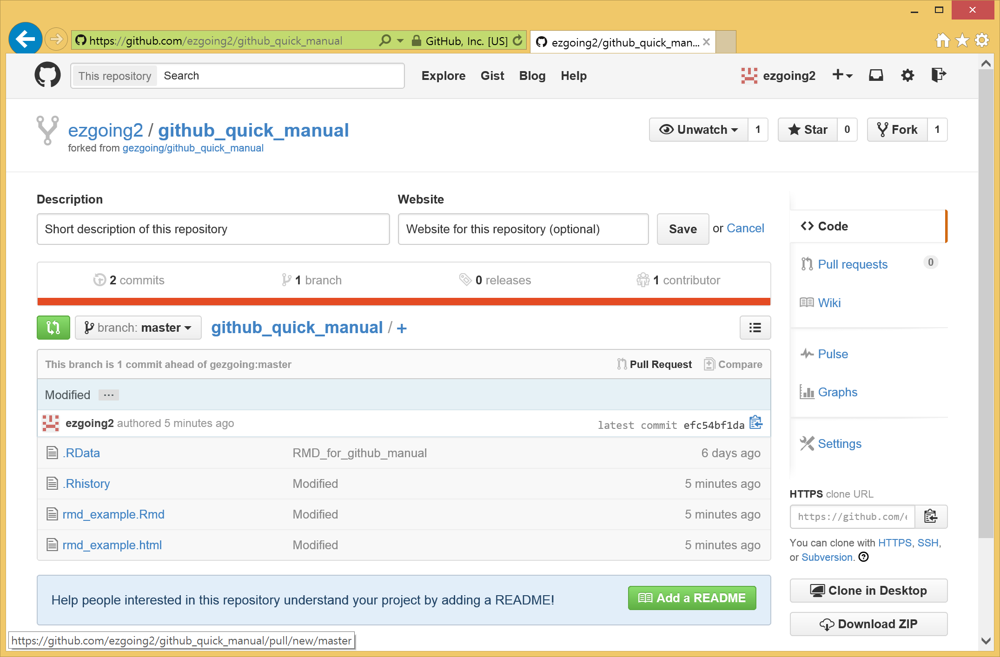 https://github.com/ezgoing2/github_quick_manual GitHub, Inc. [US] ezgoing2/github_quick_man...
This repository Search Explore Gist Blog Help ezgoing2
ezgoing2 / github_quick_manual Unwatch 1 Star 0 Fork 1
forked from gezgoing/github_quick_manual
Description Website
Short description of this repository Website for this repository (optional) Save or Cancel
Code
Pull requests 0
2 commits 1 branch 0 releases 1 contributor
Wiki
branch: master github_quick_manual / +
Pulse
This branch is 1 commit ahead of gezgoing:master Pull Request Compare
Graphs
Modified ...
ezgoing2 authored 5 minutes ago latest commit efc54bf1da
Settings
.RData RMD_for_github_manual 6 days ago
.Rhistory Modified 5 minutes ago
HTTPS clone URL
rmd_example.Rmd Modified 5 minutes ago
https://github.com/
rmd_example.html Modified 5 minutes ago
You can clone with HTTPS, SSH,
or Subversion.
Help people interested in this repository understand your project by adding a README! Add a README
Clone in Desktop
Download ZIP
https://github.com/ezgoing2/github_quick_manual/pull/new/master